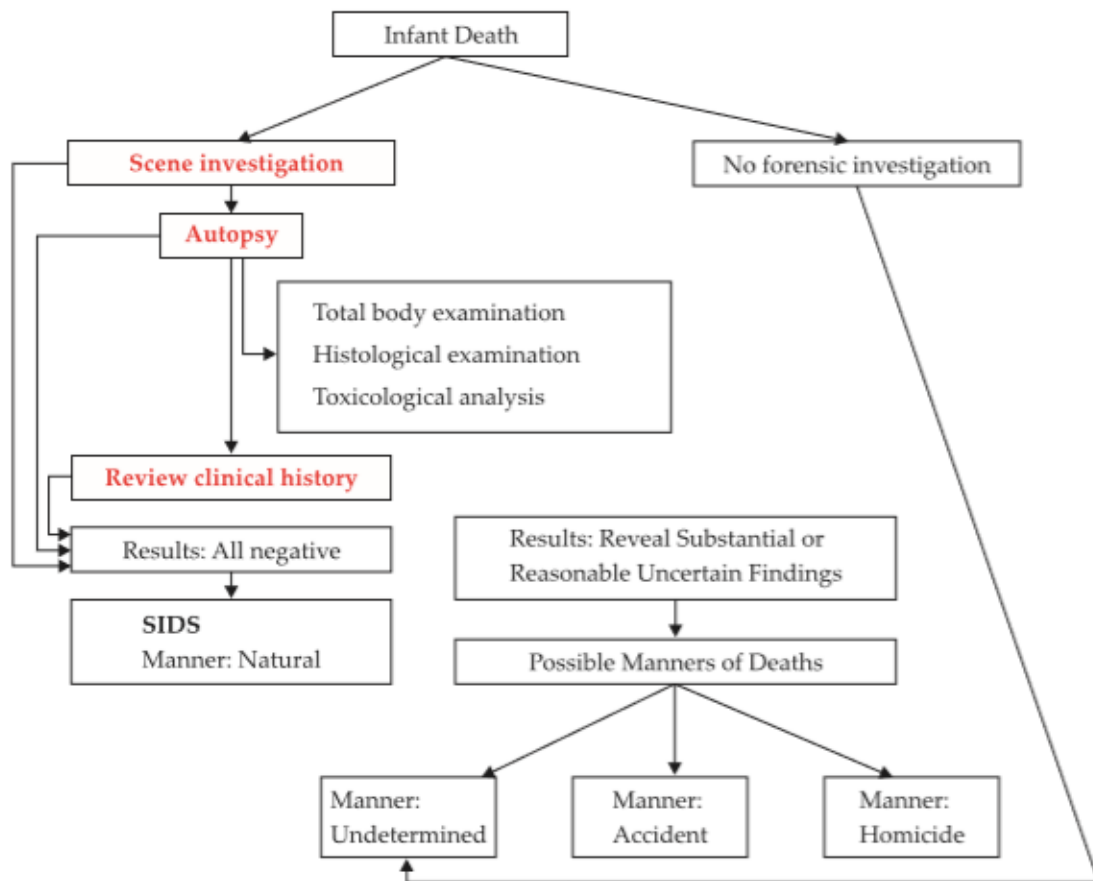 Infant Death
Scene investigation
No forensic investigation
Autopsy
Total body examination
Histological examination
Toxicological analysis
Review clinical history
Results: All negative
Results: Reveal Substantial or
Reasonable Uncertain Findings
SIDS
Manner: Natural
Possible Manners of Deaths
Manner:
Undetermined
Manner:
Accident
Manner:
Homicide